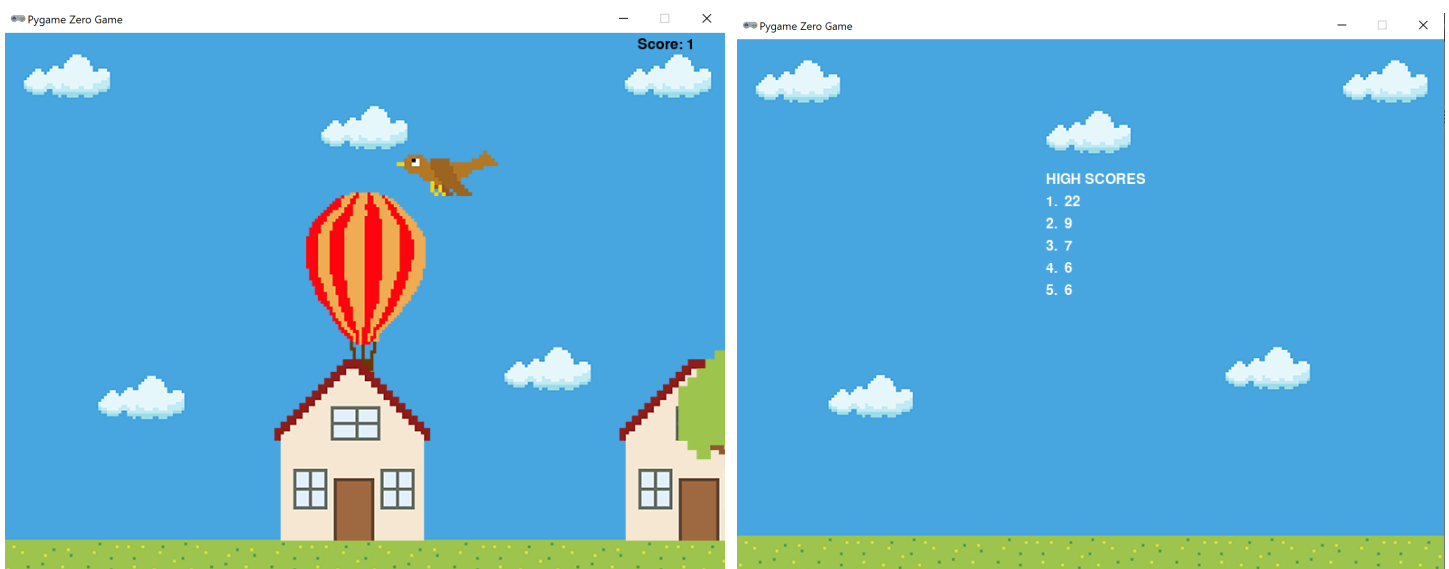 Pygame Zero Game
Score: 1
Pygame Zero Game
HIGH SCORES
1. 22
2. 9
3. 7
4. 6
5. 6